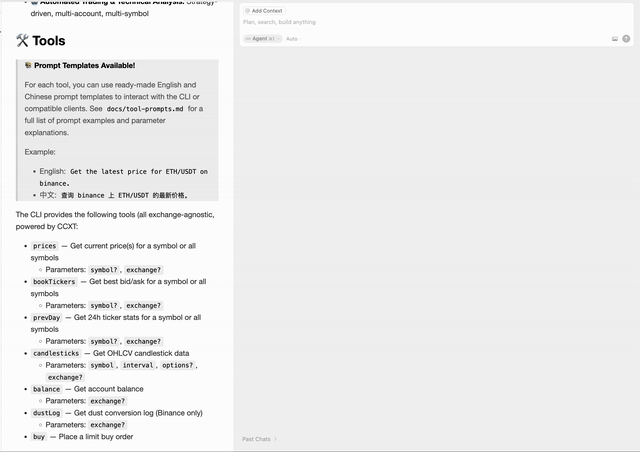 Automated Trading & Technical Analysis: Strategy-
driven, multi-account, multi-symbol
🛠️ Tools
Prompt Templates Available!
For each tool, you can use ready-made English and
Chinese prompt templates to interact with the CLI or
compatible clients. See docs/tool-prompts.md for a
full list of prompt examples and parameter
explanations.
Example:
• English: Get the latest price for ETH/USDT on
binance.
• 中文: 查询 binance 上 ETH/USDT 的最新价格。
The CLI provides the following tools (all exchange-agnostic,
powered by CCXT):
• prices — Get current price(s) for a symbol or all
symbols
◦ Parameters: symbol?, exchange?
• bookTickers — Get best bid/ask for a symbol or all
symbols
◦ Parameters: symbol?, exchange?
• prevDay — Get 24h ticker stats for a symbol or all
symbols
◦ Parameters: symbol?, exchange?
• candlesticks — Get OHLCV candlestick data
◦ Parameters: symbol, interval, options?,
exchange?
• balance — Get account balance
◦ Parameters: exchange?
• dustLog — Get dust conversion log (Binance only)
◦ Parameters: exchange?
• buy — Place a limit buy order
@ Add Context
Plan, search, build anything
Agent
Auto
Past Chats